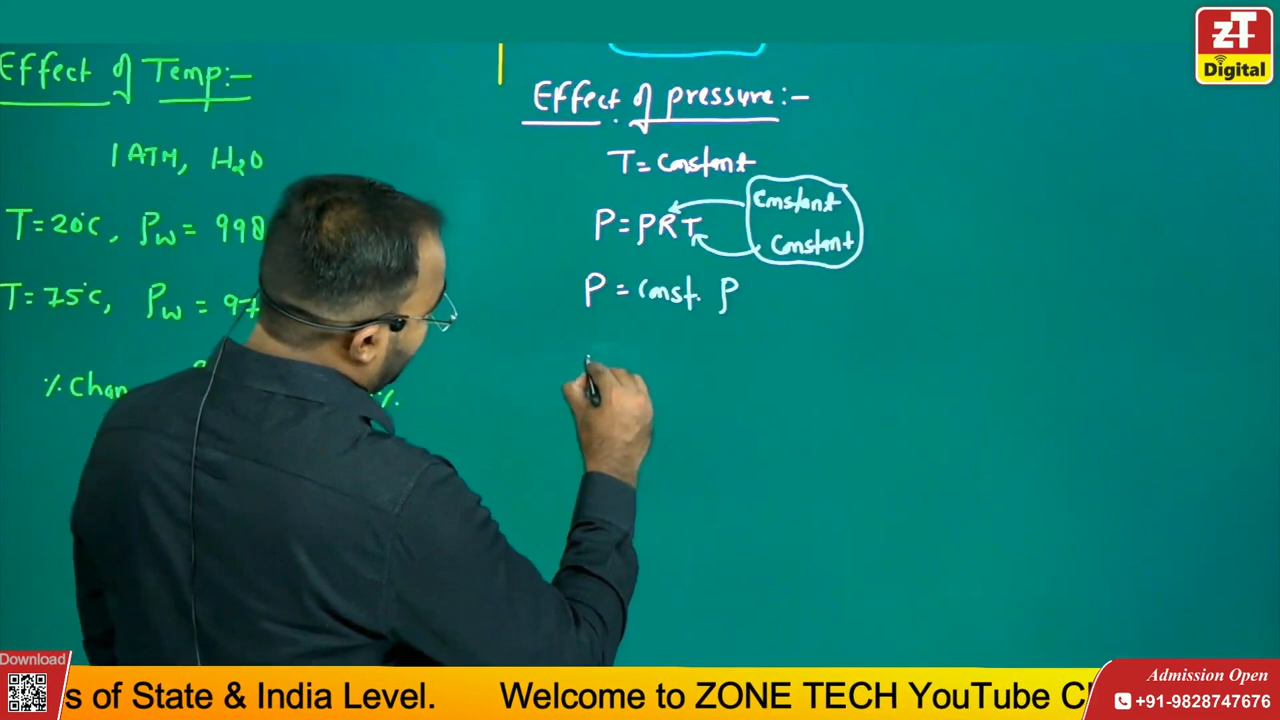 Effect of Temp:-
1 ATM, H2O
T=20°C, ρw = 998
T=75°C, ρw = 97
%Chan
%.
Effect of pressure:-
T= Constant
P=ρRT
Constant
Constant
P = Const. ρ
ZT
Digital
Download
s of State & India Level. Welcome to ZONE TECH YouTube C
Admission Open
+91-9828747676